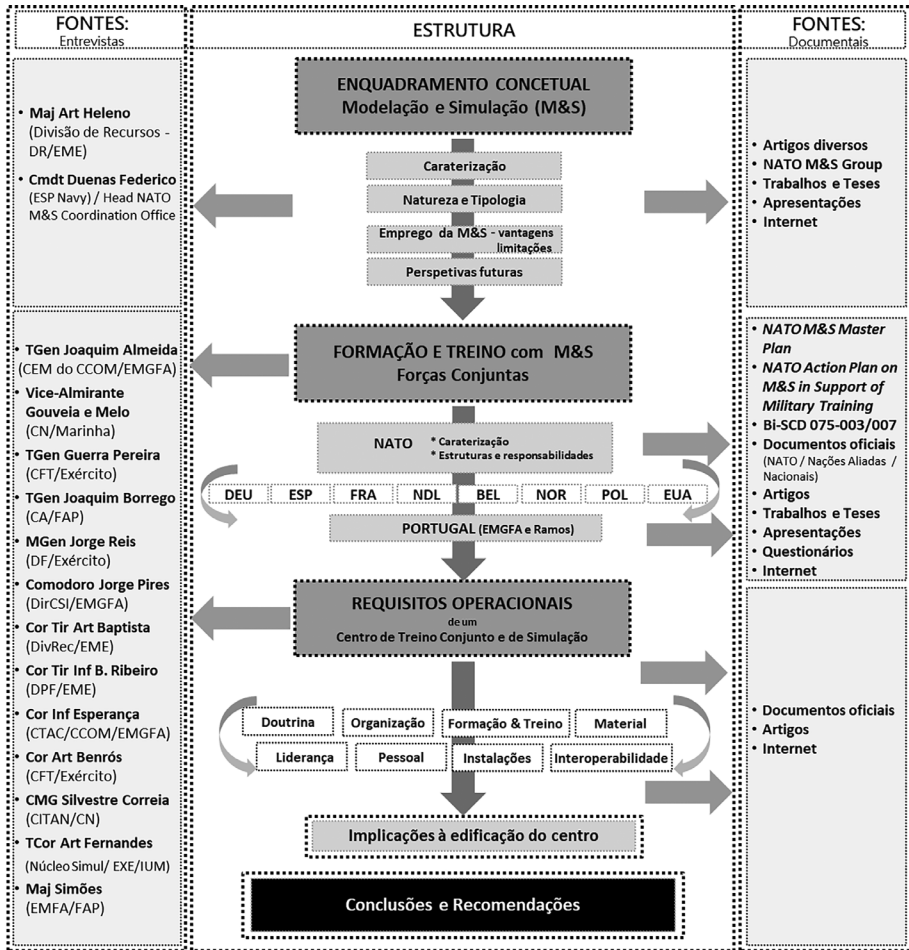 FONTES:
Entrevistas
• Maj Art Heleno
(Divisão de Recursos -
DR/EME)
• Cmdt Duenas Federico
(ESP Navy) / Head NATO
M&S Coordination Office
• TGen Joaquim Almeida
(CEM do CCOM/EMGFA)
• Vice-Almirante
Gouveia e Melo
(CN/Marinha)
• TGen Guerra Pereira
(CFT/Exército)
• TGen Joaquim Borrego
(CA/FAP)
• MGen Jorge Reis
(DF/Exército)
• Comodoro Jorge Pires
(DirCSI/EMGFA)
• Cor Tir Art Baptista
(DivRec/EME)
• Cor Tir Inf B. Ribeiro
(DPF/EME)
• Cor Inf Esperança
(CTAC/CCOM/EMGFA)
• Cor Art Benrós
(CFT/Exército)
• CMG Silvestre Correia
(CITAN/CN)
• TCor Art Fernandes
(Núcleo Simul/ EXE/IUM)
• Maj Simões
(EMFA/FAP)
ESTRUTURA
ENQUADRAMENTO CONCETUAL
Modelação e Simulação (M&S)
Caraterização
Natureza e Tipologia
Emprego da M&S - vantagens
limitações
Perspetivas futuras
FORMAÇÃO E TREINO com M&S
Forças Conjuntas
NATO
* Caraterização
* Estruturas e responsabilidades
DEU ESP FRA NDL BEL NOR POL EUA
PORTUGAL (EMGFA e Ramos)
REQUISITOS OPERACIONAIS
de um
Centro de Treino Conjunto e de Simulação
Doutrina Organização Formação & Treino Material
Liderança Pessoal Instalações Interoperabilidade
Implicações à edificação do centro
Conclusões e Recomendações
FONTES:
Documentais
• Artigos diversos
• NATO M&S Group
• Trabalhos e Teses
• Apresentações
• Internet
• NATO M&S Master
Plan
• NATO Action Plan on
M&S in Support of
Military Training
• Bi-SCD 075-003/007
• Documentos oficiais
(NATO / Nações Aliadas /
Nacionais)
• Artigos
• Trabalhos e Teses
• Apresentações
• Questionários
• Internet
• Documentos oficiais
• Artigos
• Internet